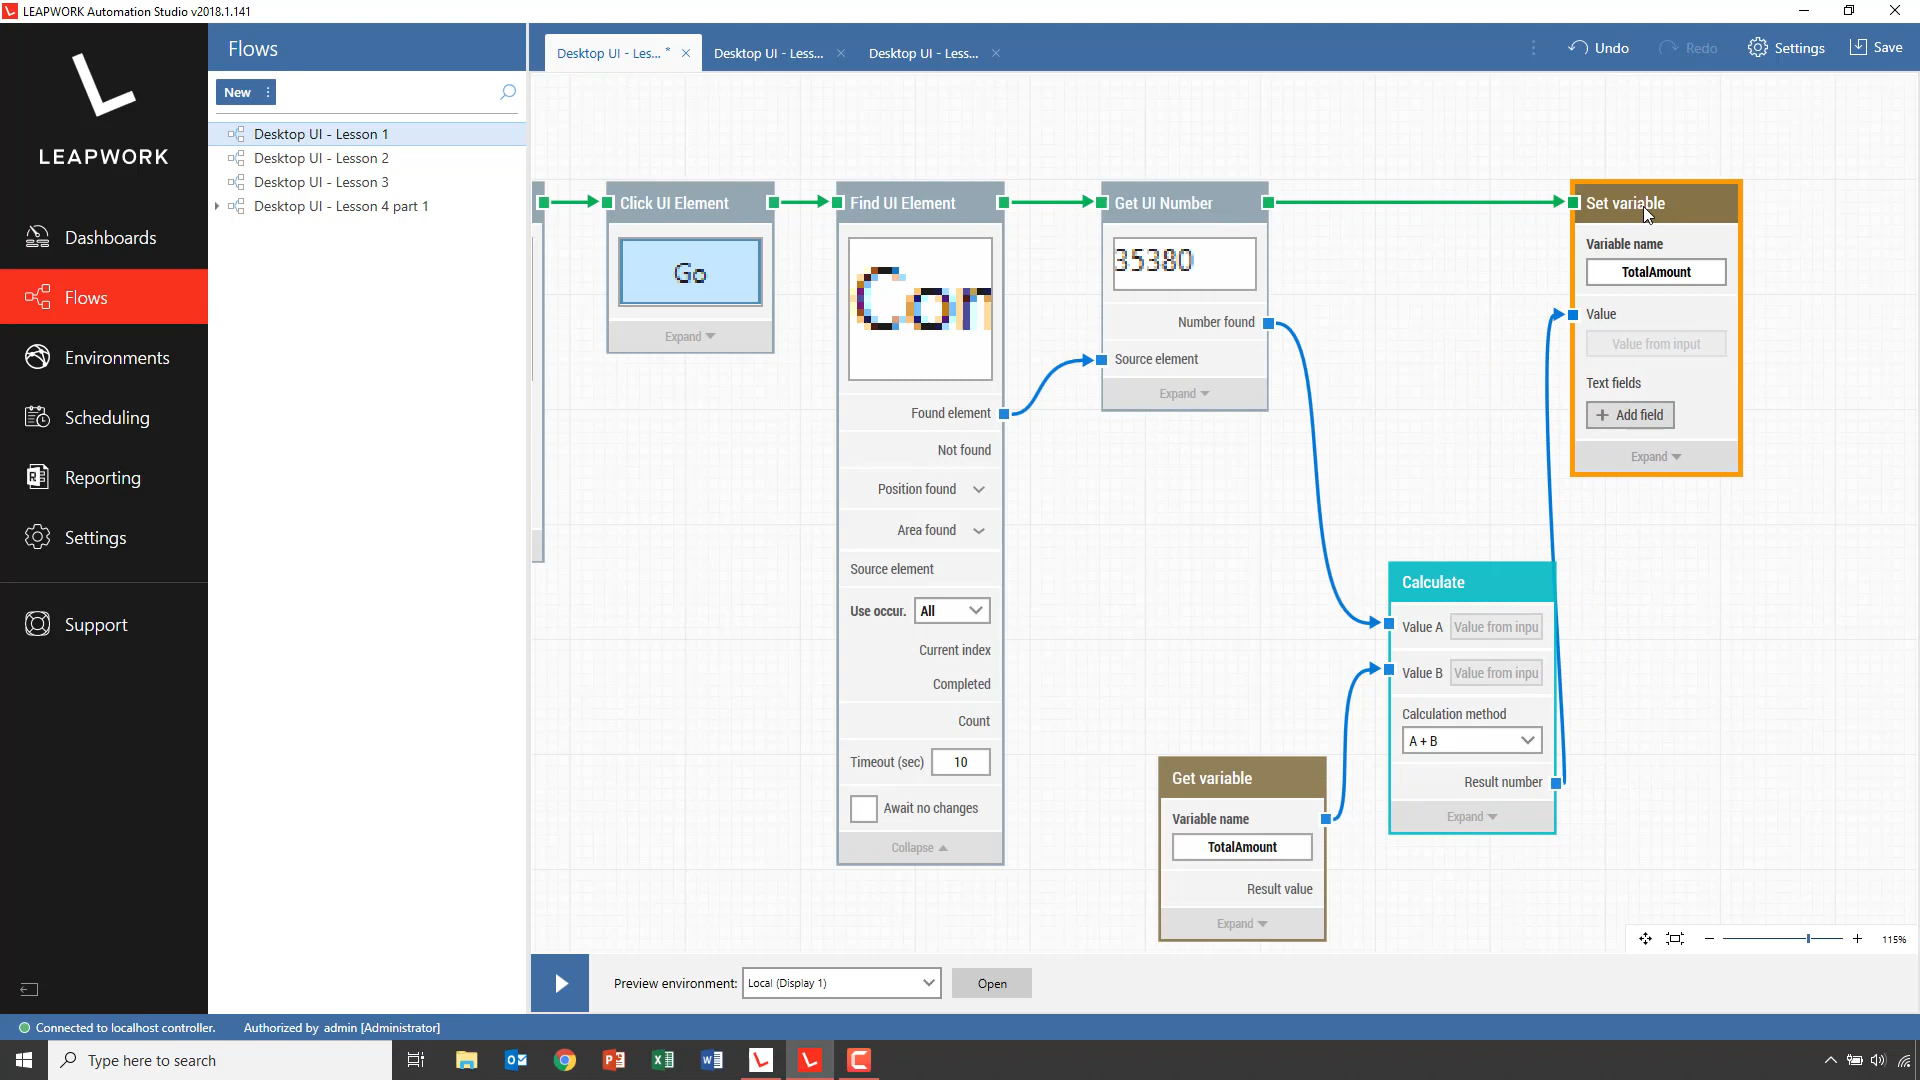 LEAPWORK Automation Studio v2018.1.141
LEAPWORK
Dashboards
Flows
Environments
Scheduling
Reporting
Settings
Support
Flows
New
Desktop UI - Lesson 1
Desktop UI - Lesson 2
Desktop UI - Lesson 3
Desktop UI - Lesson 4 part 1
Desktop UI - Les... *
Desktop UI - Less...
Desktop UI - Less...
Undo
Redo
Settings
Save
Click UI Element
Go
Expand
Find UI Element
Con
Found element
Not found
Position found
Area found
Source element
Use occur. All
Current index
Completed
Count
Timeout (sec) 10
Await no changes
Collapse
Get UI Number
35380
Number found
Source element
Expand
Set variable
Variable name
TotalAmount
Value
Value from input
Text fields
+ Add field
Expand
Calculate
Value A Value from inpu
Value B Value from inpu
Calculation method
A + B
Result number
Expand
Get variable
Variable name
TotalAmount
Result value
Expand
115%
Preview environment: Local (Display 1) Open
Connected to localhost controller. Authorized by admin [Administrator]
Type here to search